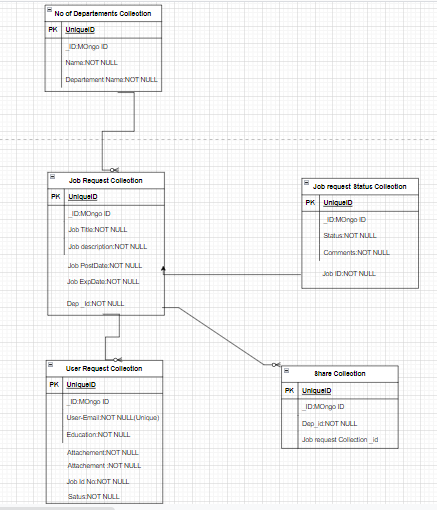 No of Departements Collection
PK UniqueID
_ID:MOngo ID
Name:NOT NULL
Departement Name:NOT NULL
Job Request Collection
PK UniqueID
_ID:MOngo ID
Job Title:NOT NULL
Job description:NOT NULL
Job PostDate:NOT NULL
Job ExpDate:NOT NULL
Dep _Id:NOT NULL
Job request Status Collection
PK UniqueID
_ID:MOngo ID
Status:NOT NULL
Comments:NOT NULL
Job ID:NOT NULL
User Request Collection
PK UniqueID
_ID:MOngo ID
User-Email:NOT NULL(Unique)
Education:NOT NULL
Attachement:NOT NULL
Attachement :NOT NULL
Job Id No:NOT NULL
Satus:NOT NULL
Share Collection
PK UniqueID
_ID:MOngo ID
Dep_id:NOT NULL
Job request Collection _id